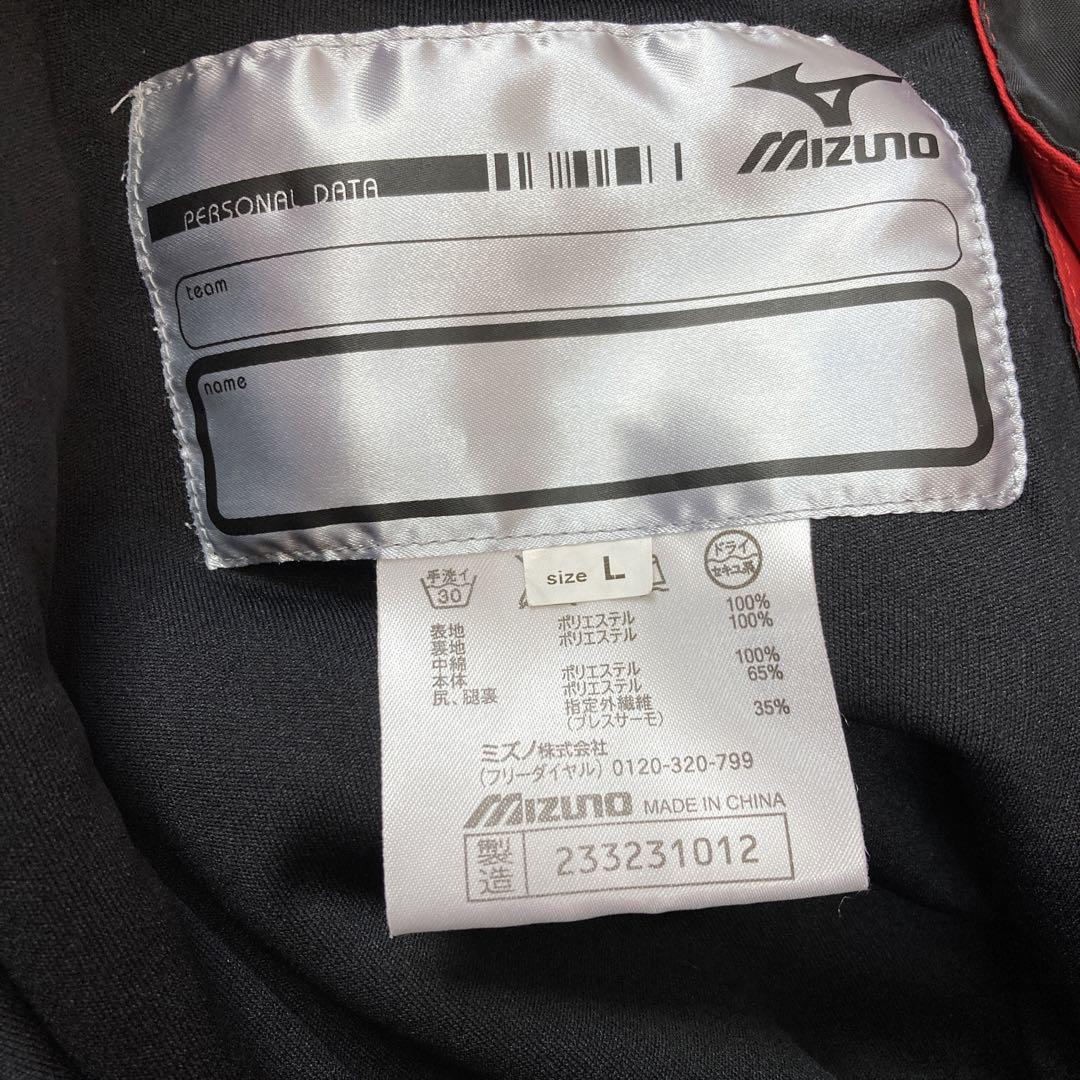 MIZUNO
PERSONAL DATA
team
name
size L
手洗イ
30
ドライ
セキユ系
表地 ポリエステル 100%
裏地 ポリエステル 100%
中綿
本体 ポリエステル 100%
尻、腿裏 ポリエステル 65%
指定外繊維
(ブレスサーモ) 35%
ミズノ株式会社
(フリーダイヤル) 0120-320-799
MIZUNO MADE IN CHINA
製造 233231012